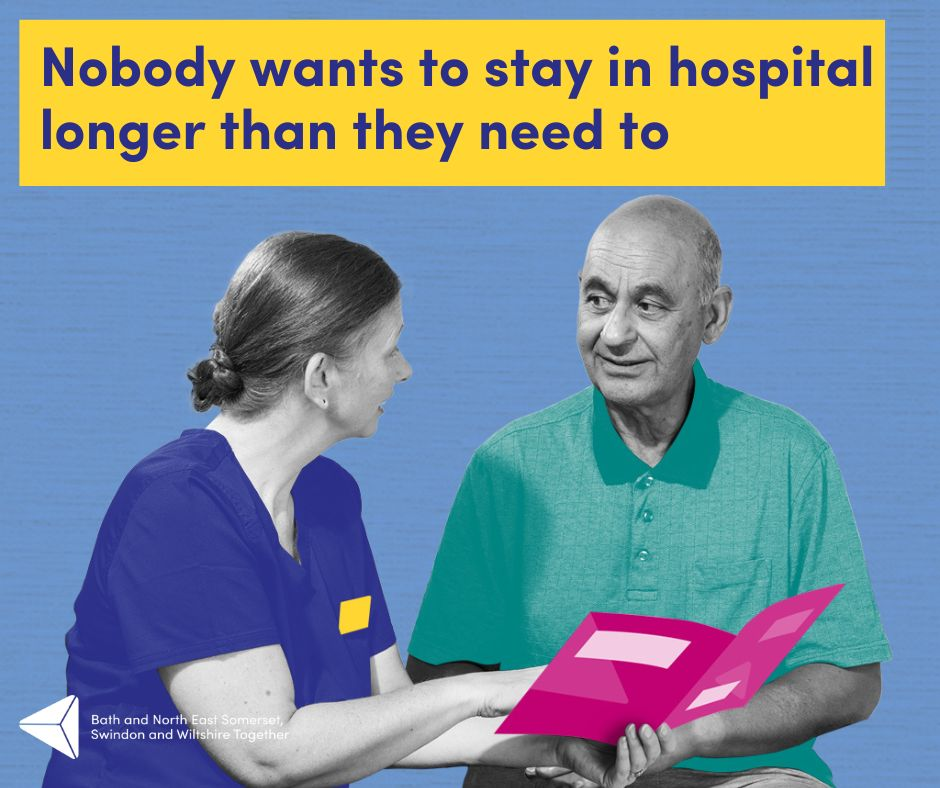 Nobody wants to stay in hospital
longer than they need to
Bath and North East Somerset,
Swindon and Wiltshire Together